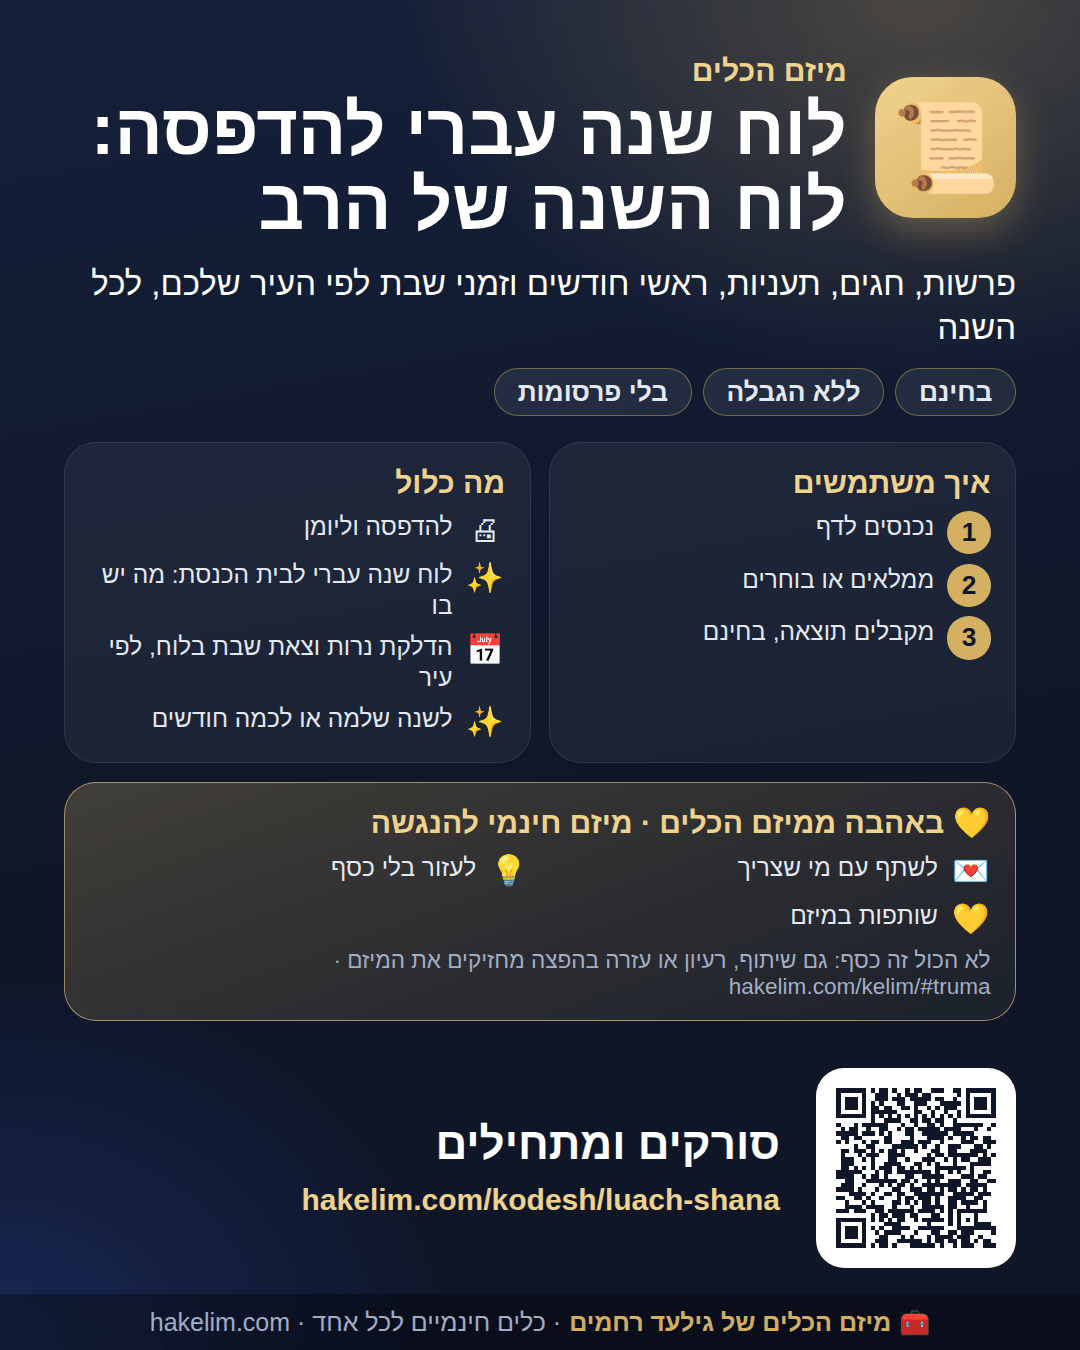 מיזם הכלים
לוח שנה עברי להדפסה:
לוח השנה של הרב
פרשות, חגים, תעניות, ראשי חודשים וזמני שבת לפי העיר שלכם, לכל
השנה
בחינם
ללא הגבלה
בלי פרסומות
איך משתמשים
1 נכנסים לדף
2 ממלאים או בוחרים
3 מקבלים תוצאה, בחינם
מה כלול
🖨 להדפסה וליומן
✨ לוח שנה עברי לבית הכנסת: מה יש
בו
📅 הדלקת נרות וצאת שבת בלוח, לפי
עיר
✨ לשנה שלמה או לכמה חודשים
💛 באהבה ממיזם הכלים · מיזם חינמי להנגשה
💌 לשתף עם מי שצריך
💡 לעזור בלי כסף
💛 שותפות במיזם
לא הכול זה כסף: גם שיתוף, רעיון או עזרה בהפצה מחזיקים את המיזם ·
hakelim.com/kelim/#truma
סורקים ומתחילים
hakelim.com/kodesh/luach-shana
🧰 מיזם הכלים של גילעד רחמים · כלים חינמיים לכל אחד · hakelim.com